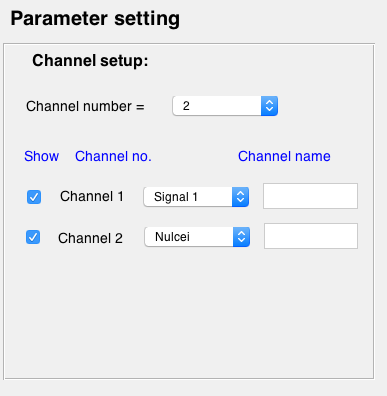 Parameter setting
Channel setup:
Channel number = 2
Show Channel no. Channel name
Channel 1 Signal 1
Channel 2 Nulcei